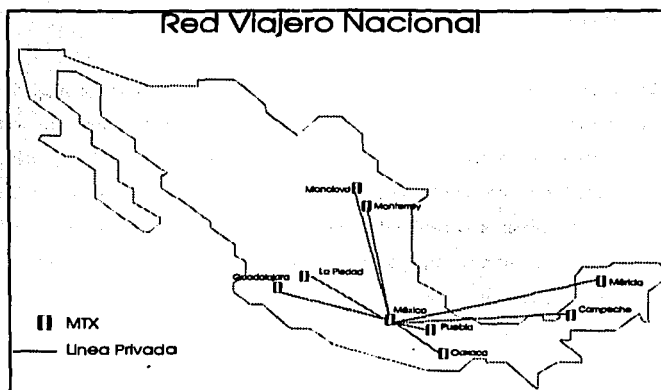 Red Viajero Nacional
Monclova
Monterrey
La Piedad
Guadalajara
México
Puebla
Oaxaca
Mérida
Campeche
MTX
Linea Privada